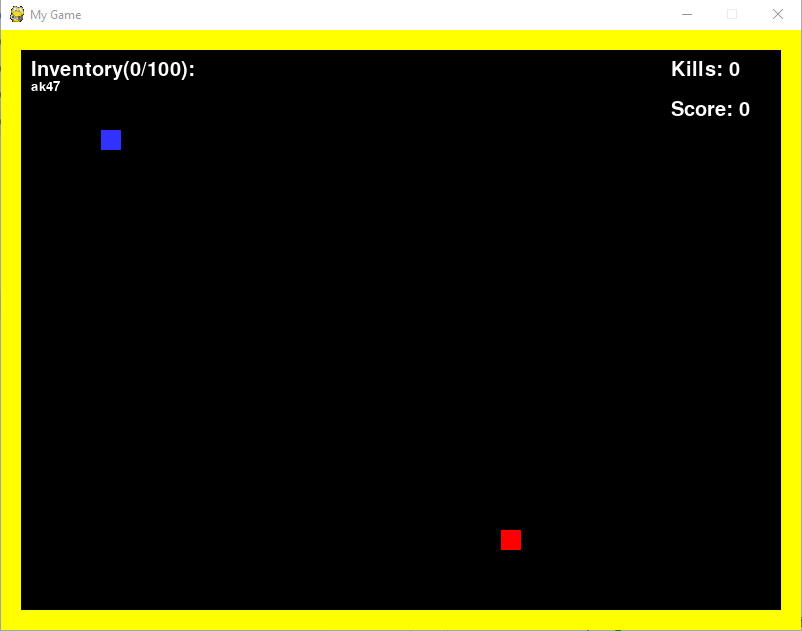 My Game
Inventory(0/100):
ak47
Kills: 0
Score: 0